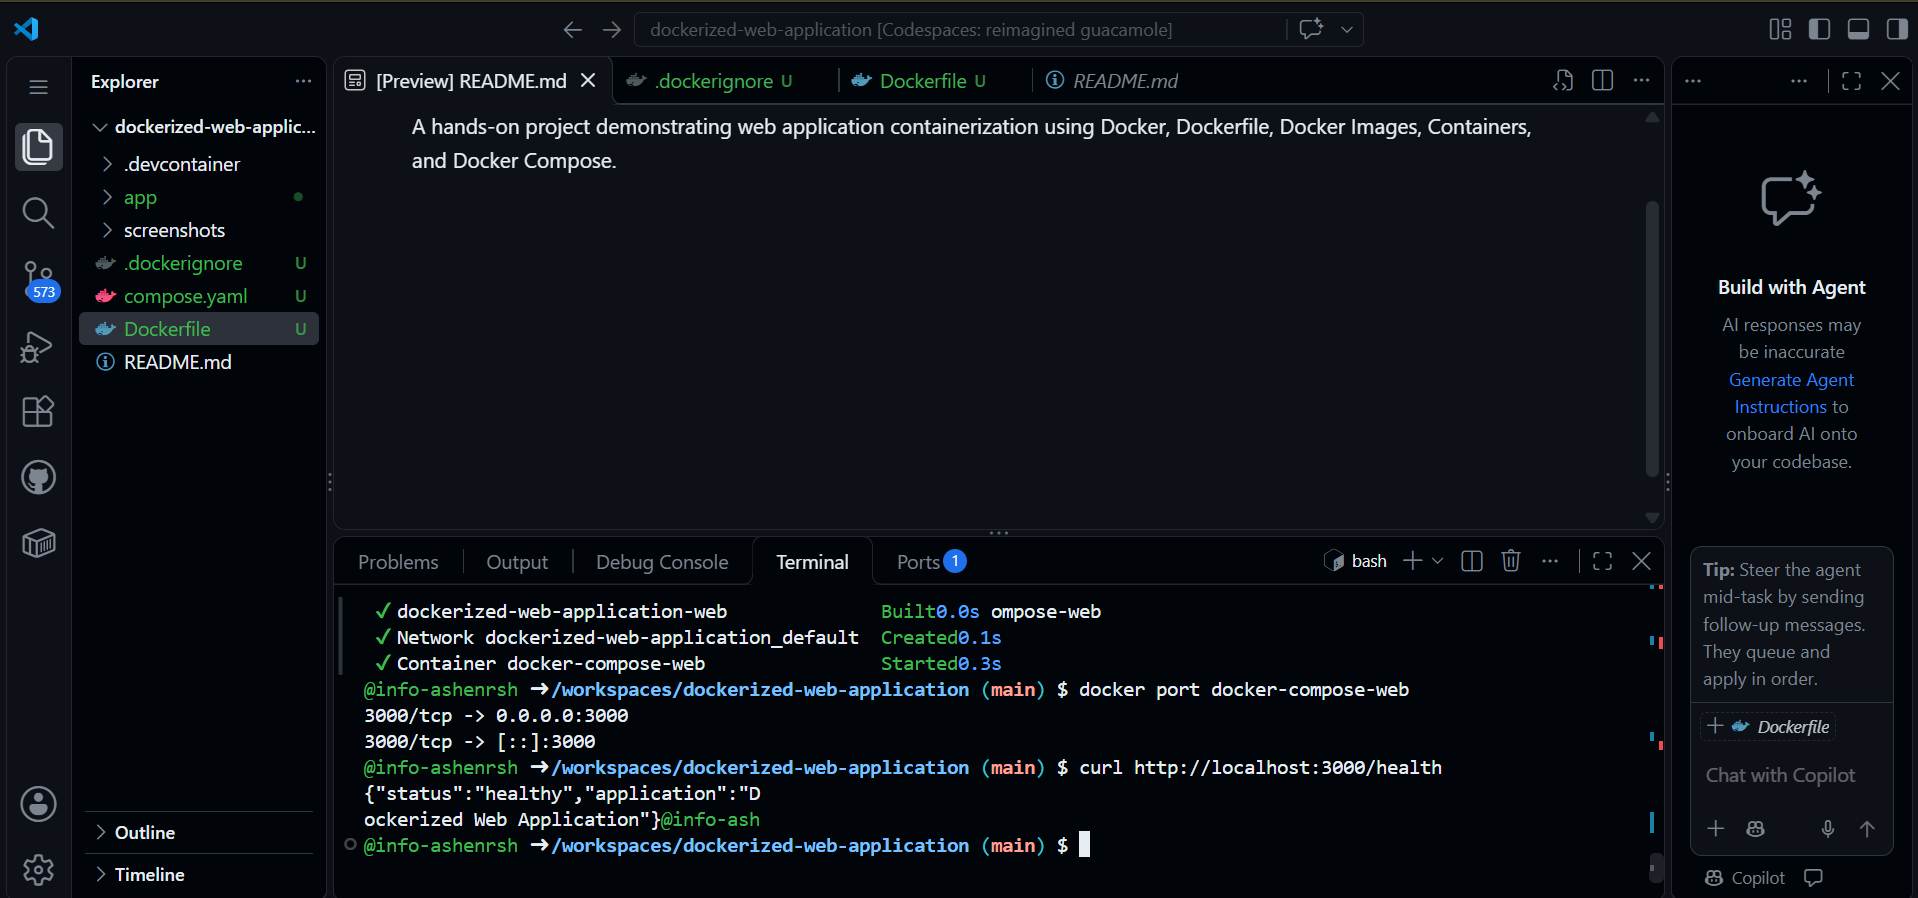 dockerized-web-application [Codespaces: reimagined guacamole]
Explorer
dockerized-web-applic...
.devcontainer
app
screenshots
.dockerignore U
compose.yaml U
Dockerfile U
README.md
573
Outline
Timeline
[Preview] README.md
.dockerignore U
Dockerfile U
README.md
A hands-on project demonstrating web application containerization using Docker, Dockerfile, Docker Images, Containers,
and Docker Compose.
Problems
Output
Debug Console
Terminal
Ports 1
bash
✓ dockerized-web-application-web Built0.0s ompose-web
✓ Network dockerized-web-application_default Created0.1s
✓ Container docker-compose-web Started0.3s
@info-ashenrsh ➜/workspaces/dockerized-web-application (main) $ docker port docker-compose-web
3000/tcp -> 0.0.0.0:3000
3000/tcp -> [::]:3000
@info-ashenrsh ➜/workspaces/dockerized-web-application (main) $ curl http://localhost:3000/health
{"status":"healthy","application":"D
ockerized Web Application"}@info-ash
@info-ashenrsh ➜/workspaces/dockerized-web-application (main) $
Build with Agent
AI responses may
be inaccurate
Generate Agent
Instructions to
onboard AI onto
your codebase.
Tip: Steer the agent
mid-task by sending
follow-up messages.
They queue and
apply in order.
Dockerfile
Chat with Copilot
Copilot